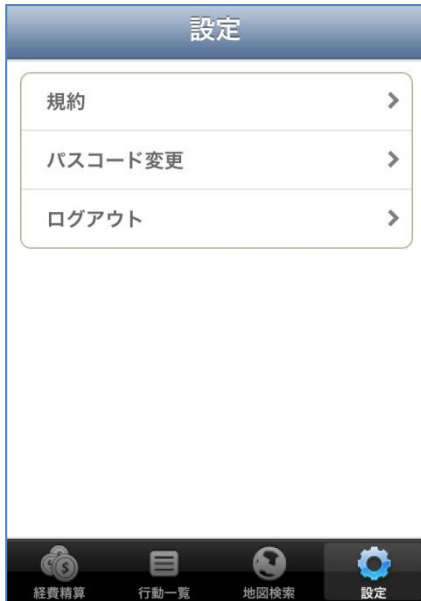 設定
規約
パスコード変更
ログアウト
経費精算 行動一覧 地図検索 設定